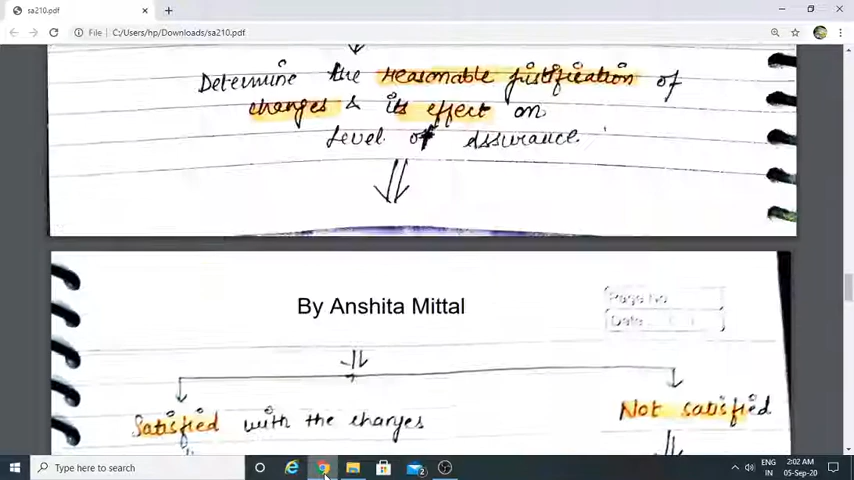 sa210.pdf
File | C:/Users/hp/Downloads/sa210.pdf
Determine the reasonable justification of
changes & its effect on
level of assurance.
By Anshita Mittal
Page No
Date
Satisfied with the changes
Not satisfied
Type here to search
2
ENG
IN
2:02 AM
05-Sep-20